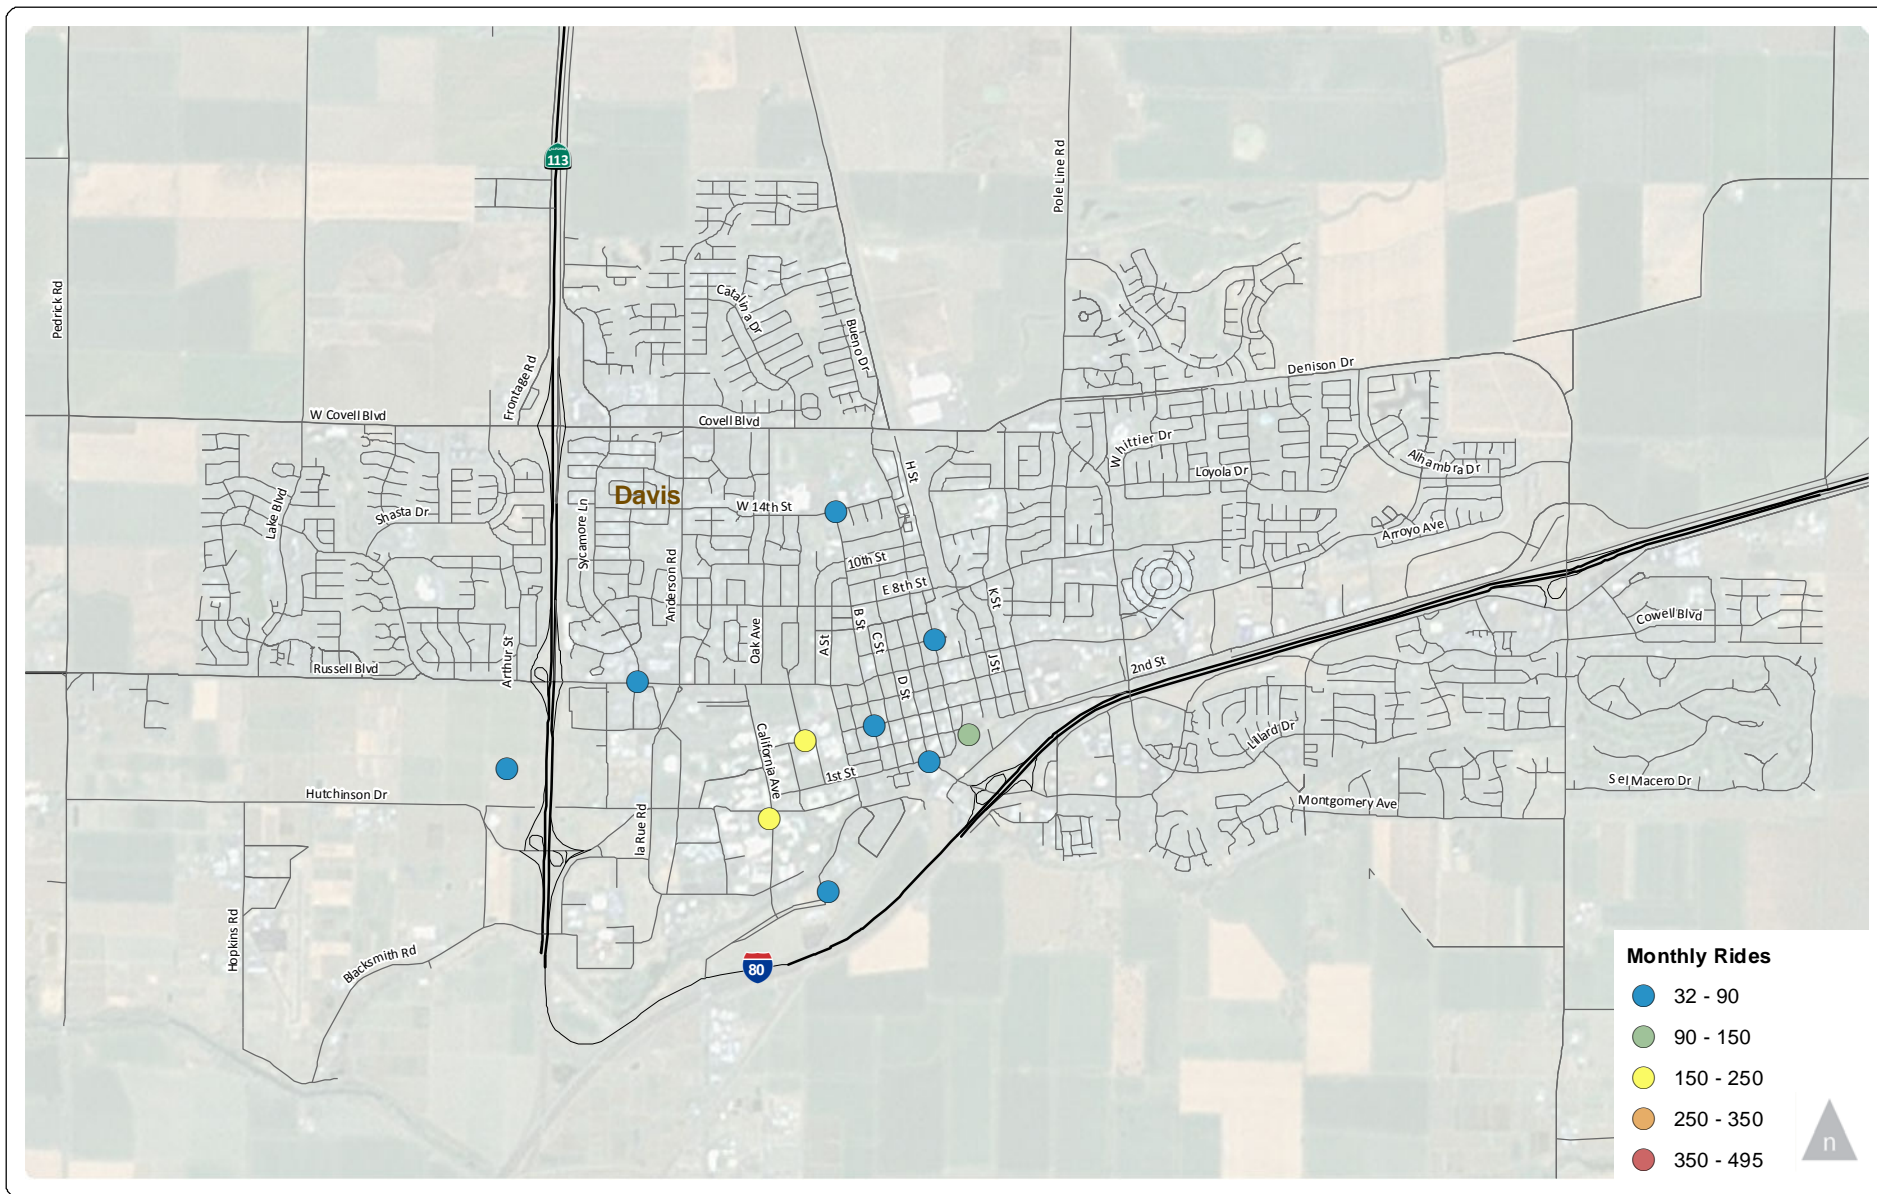 113
Pole Line Rd
Pedrick Rd
Catalina Dr
Bueno Dr
Frontage Rd
Denison Dr
W Covell Blvd
Covell Blvd
Whittier Dr
H St
Loyola Dr
Alhambra Dr
Davis
Lake Blvd
Shasta Dr
Sycamore Ln
W 14th St
Arroyo Ave
10th St
Anderson Rd
E 8th St
K St
B St
Cowell Blvd
Oak Ave
A St
C St
Arthur St
Russell Blvd
J St
2nd St
D St
California Ave
Lillard Dr
1st St
S el Macero Dr
Hutchinson Dr
Montgomery Ave
la Rue Rd
Hopkins Rd
Blacksmith Rd
80
Monthly Rides
32 - 90
90 - 150
150 - 250
250 - 350
350 - 495
n